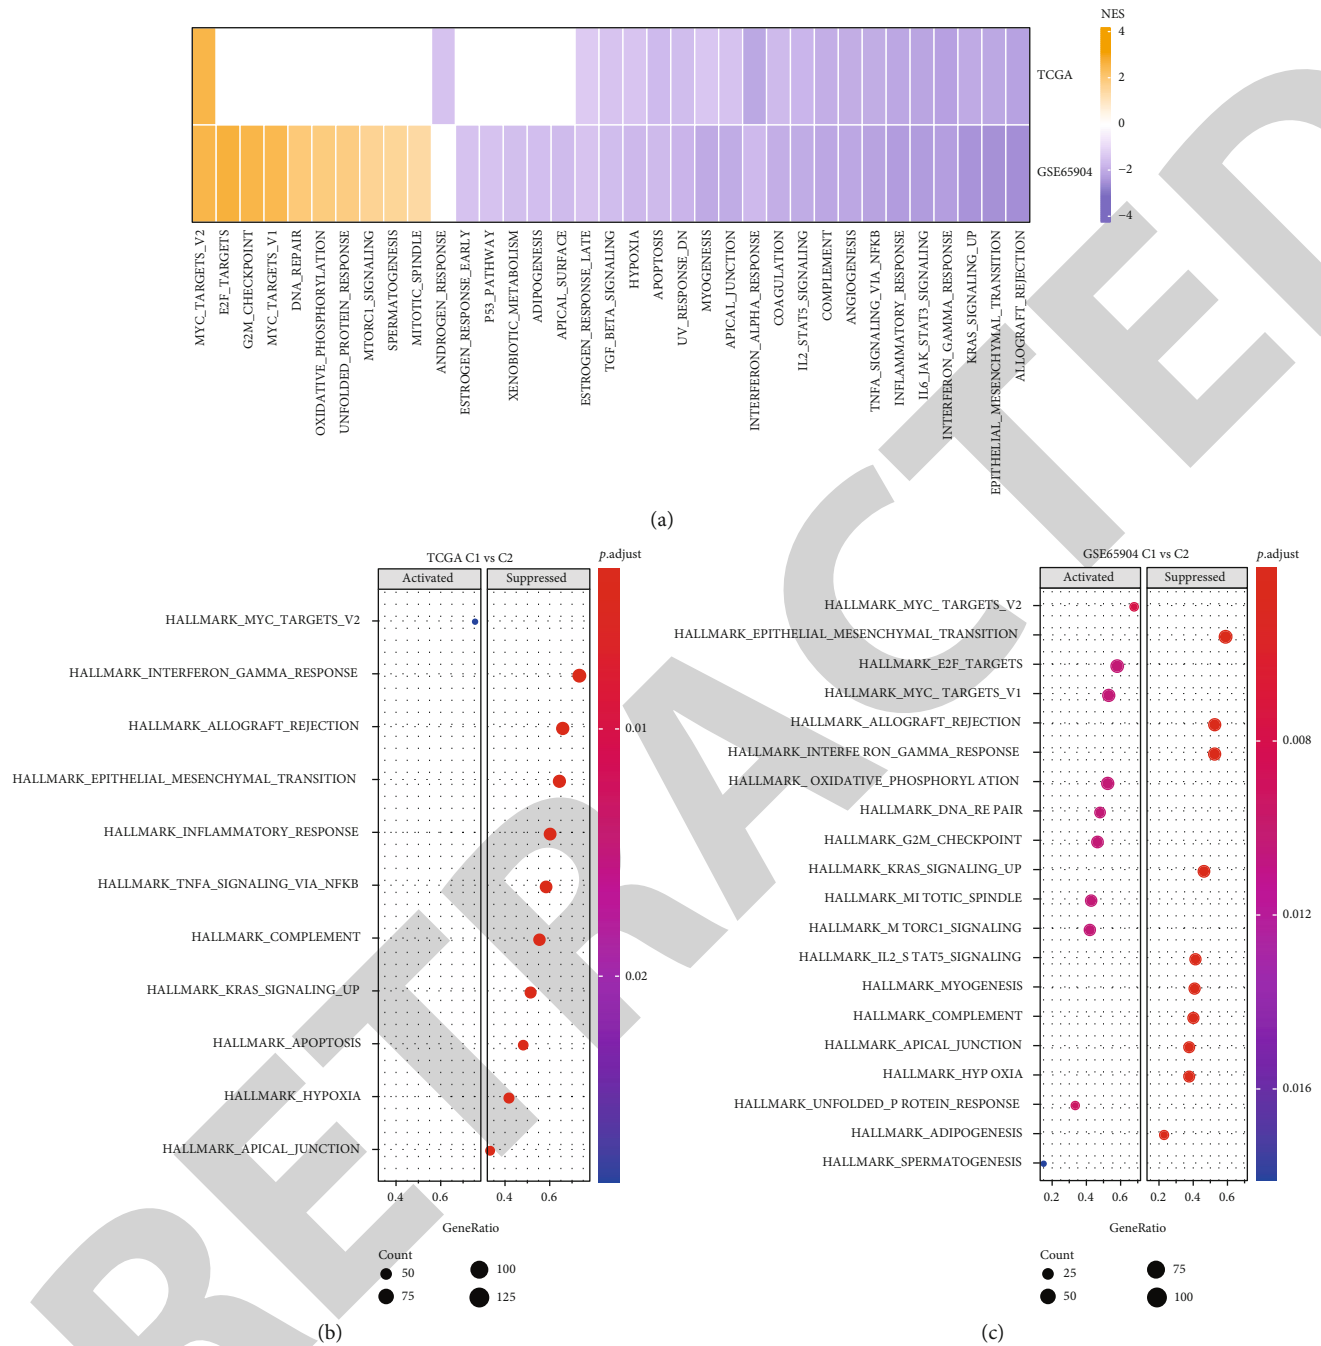 NES
4
2
0
−2
−4
TCGA
GSE65904
MYC_TARGETS_V2
E2F_TARGETS
G2M_CHECKPOINT
MYC_TARGETS_V1
DNA_REPAIR
OXIDATIVE_PHOSPHORYLATION
UNFOLDED_PROTEIN_RESPONSE
MTORC1_SIGNALING
SPERMATOGENESIS
MITOTIC_SPINDLE
ANDROGEN_RESPONSE
ESTROGEN_RESPONSE_EARLY
P53_PATHWAY
XENOBIOTIC_METABOLISM
ADIPOGENESIS
APICAL_SURFACE
ESTROGEN_RESPONSE_LATE
TGF_BETA_SIGNALING
HYPOXIA
APOPTOSIS
UV_RESPONSE_DN
MYOGENESIS
APICAL_JUNCTION
INTERFERON_ALPHA_RESPONSE
COAGULATION
IL2_STAT5_SIGNALING
COMPLEMENT
ANGIOGENESIS
TNFA_SIGNALING_VIA_NFKB
INFLAMMATORY_RESPONSE
IL6_JAK_STAT3_SIGNALING
INTERFERON_GAMMA_RESPONSE
KRAS_SIGNALING_UP
EPITHELIAL_MESENCHYMAL_TRANSITION
ALLOGRAFT_REJECTION
(a)
TCGA C1 vs C2
p.adjust
Activated
Suppressed
HALLMARK_MYC_TARGETS_V2
HALLMARK_INTERFERON_GAMMA_RESPONSE
HALLMARK_ALLOGRAFT_REJECTION
HALLMARK_EPITHELIAL_MESENCHYMAL_TRANSITION
HALLMARK_INFLAMMATORY_RESPONSE
HALLMARK_TNFA_SIGNALING_VIA_NFKB
HALLMARK_COMPLEMENT
HALLMARK_KRAS_SIGNALING_UP
HALLMARK_APOPTOSIS
HALLMARK_HYPOXIA
HALLMARK_APICAL_JUNCTION
0.01
0.02
0.4 0.6 0.4 0.6
GeneRatio
Count
50 100
75 125
(b)
GSE65904 C1 vs C2
p.adjust
Activated
Suppressed
HALLMARK_MYC_ TARGETS_V2
HALLMARK_EPITHELIAL_MESENCHYMAL_TRANSITION
HALLMARK_E2F_TARGETS
HALLMARK_MYC_ TARGETS_V1
HALLMARK_ALLOGRAFT_REJECTION
HALLMARK_INTERFE RON_GAMMA_RESPONSE
HALLMARK_ OXIDATIVE_PHOSPHORYL ATION
HALLMARK_DNA_RE PAIR
HALLMARK_G2M_CHECKPOINT
HALLMARK_KRAS_SIGNALING_UP
HALLMARK_MI TOTIC_SPINDLE
HALLMARK_M TORC1_SIGNALING
HALLMARK_IL2_S TAT5_SIGNALING
HALLMARK_MYOGENESIS
HALLMARK_COMPLEMENT
HALLMARK_APICAL_JUNCTION
HALLMARK_HYP OXIA
HALLMARK_UNFOLDED_P ROTEIN_RESPONSE
HALLMARK_ADIPOGENESIS
HALLMARK_SPERMATOGENESIS
0.008
0.012
0.016
0.2 0.4 0.6 0.2 0.4 0.6
GeneRatio
Count
25 75
50 100
(c)
RETRACTED